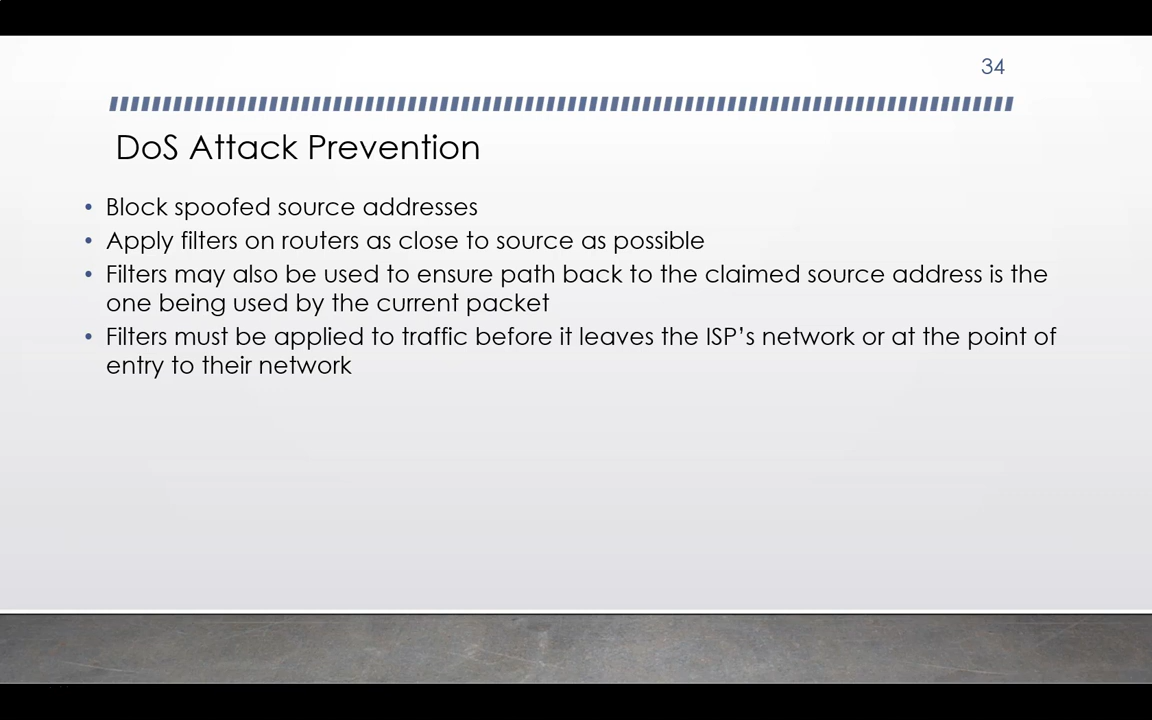 34
DoS Attack Prevention
• Block spoofed source addresses
• Apply filters on routers as close to source as possible
• Filters may also be used to ensure path back to the claimed source address is the
one being used by the current packet
• Filters must be applied to traffic before it leaves the ISP’s network or at the point of
entry to their network